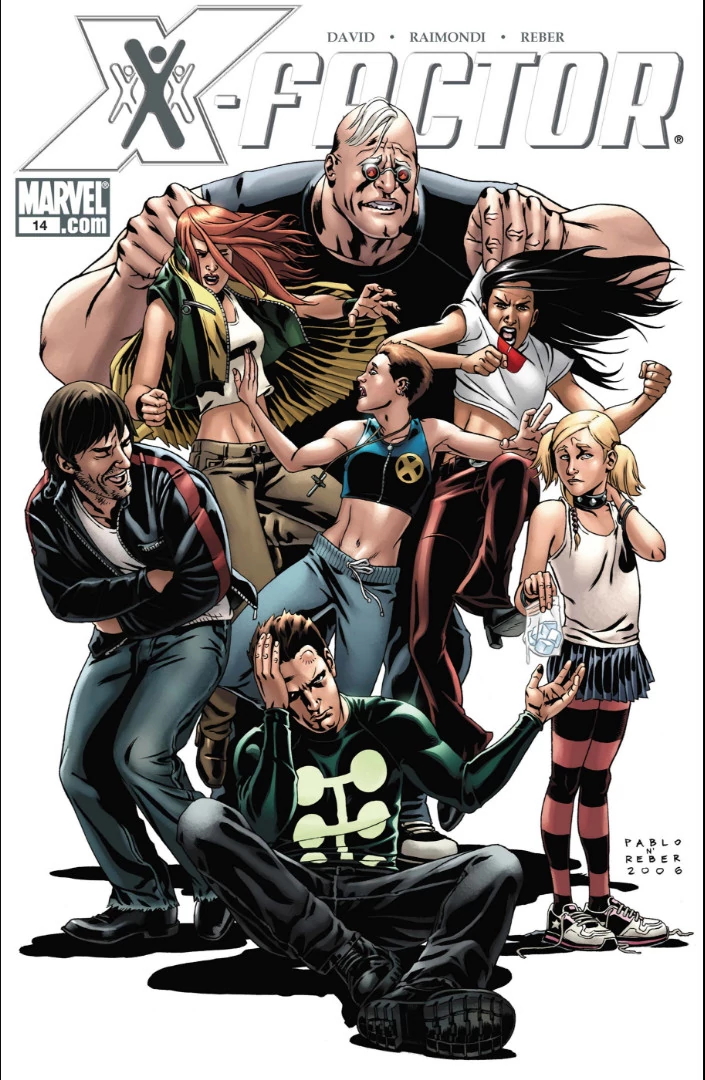 DAVID • RAIMONDI • REBER
X-FACTOR®
MARVEL®
14 .com
PABLO
N'
REBER
2006